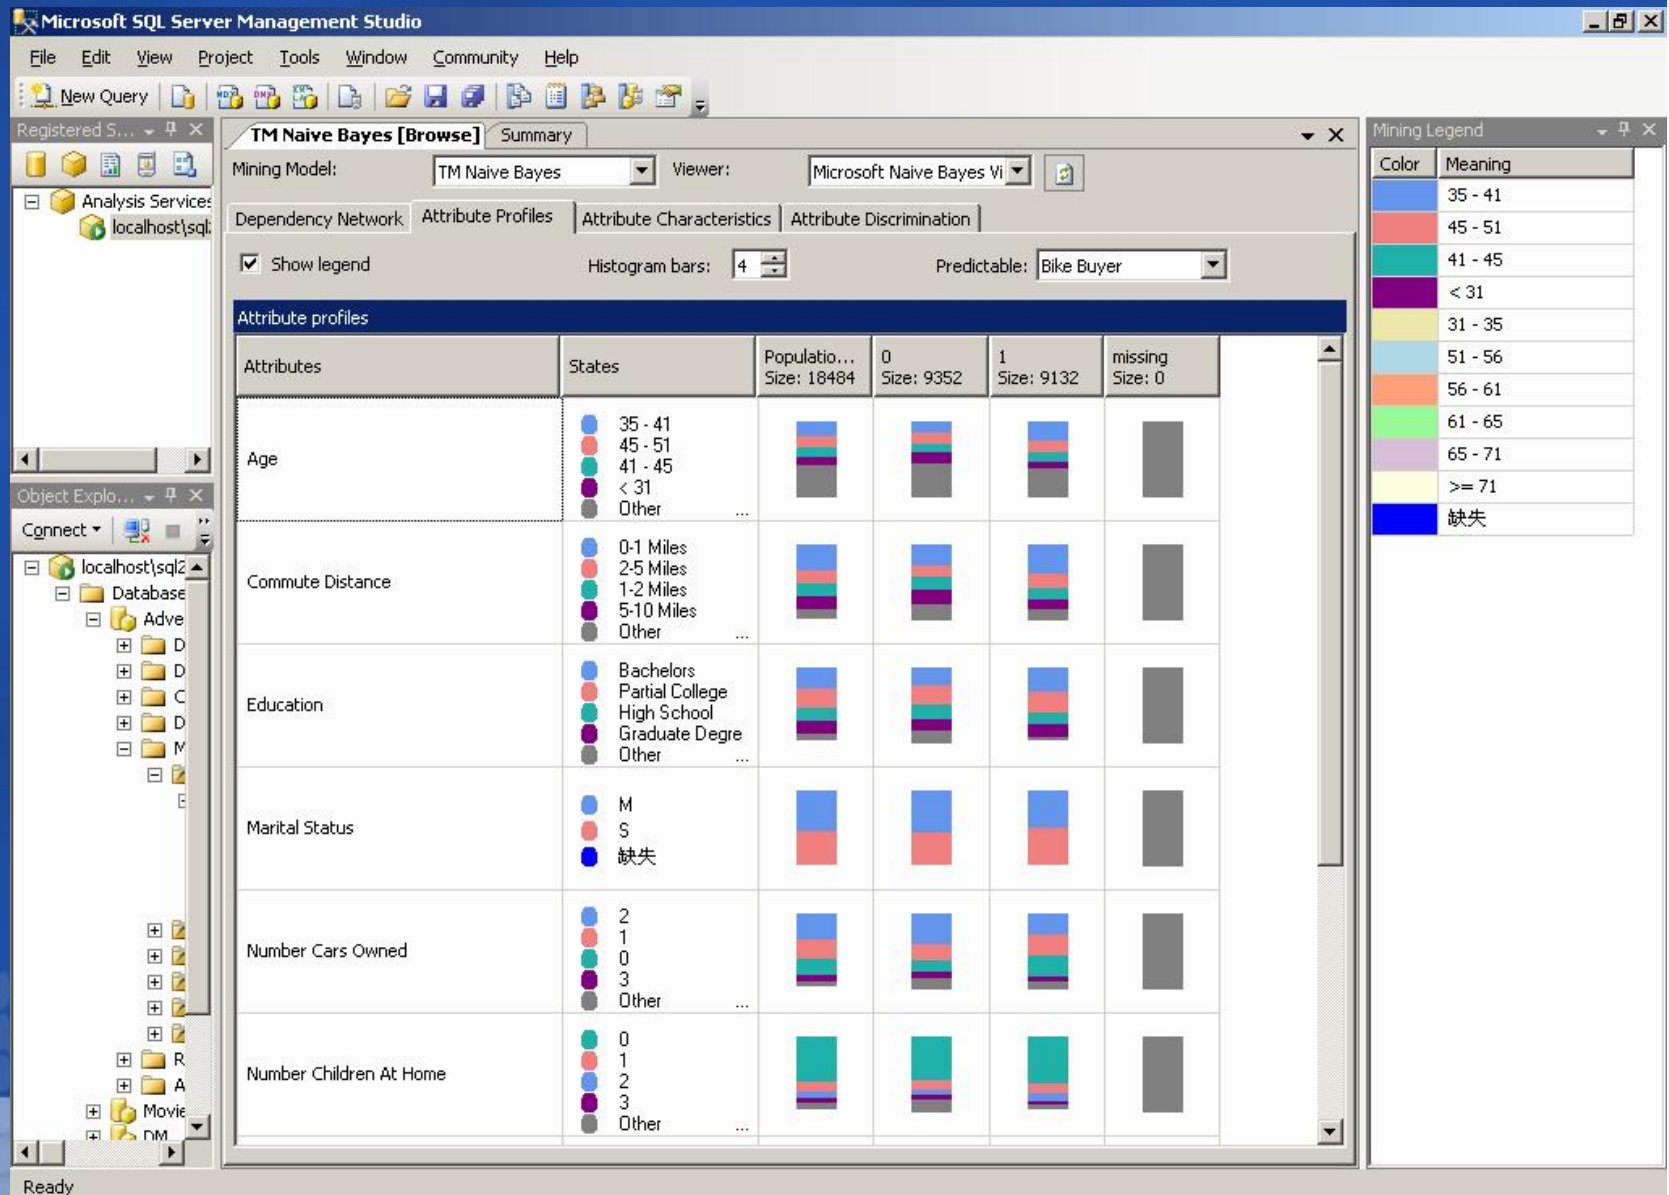 Microsoft SQL Server Management Studio
File Edit View Project Tools Window Community Help
New Query
Registered S...
Analysis Services
localhost\sql
Object Explo...
Connect
localhost\sql2
Database
Adve
D
D
C
D
M
R
A
Movie
DM
TM Naive Bayes [Browse] Summary
Mining Model: TM Naive Bayes Viewer: Microsoft Naive Bayes Vi
Dependency Network Attribute Profiles Attribute Characteristics Attribute Discrimination
Show legend Histogram bars: 4 Predictable: Bike Buyer
Attribute profiles
Attributes States Populatio... Size: 18484 0 Size: 9352 1 Size: 9132 missing Size: 0
Age
35 - 41
45 - 51
41 - 45
< 31
Other ...
Commute Distance
0-1 Miles
2-5 Miles
1-2 Miles
5-10 Miles
Other ...
Education
Bachelors
Partial College
High School
Graduate Degre
Other ...
Marital Status
M
S
缺失
Number Cars Owned
2
1
0
3
Other ...
Number Children At Home
0
1
2
3
Other ...
Mining Legend
Color Meaning
35 - 41
45 - 51
41 - 45
< 31
31 - 35
51 - 56
56 - 61
61 - 65
65 - 71
>= 71
缺失
Ready